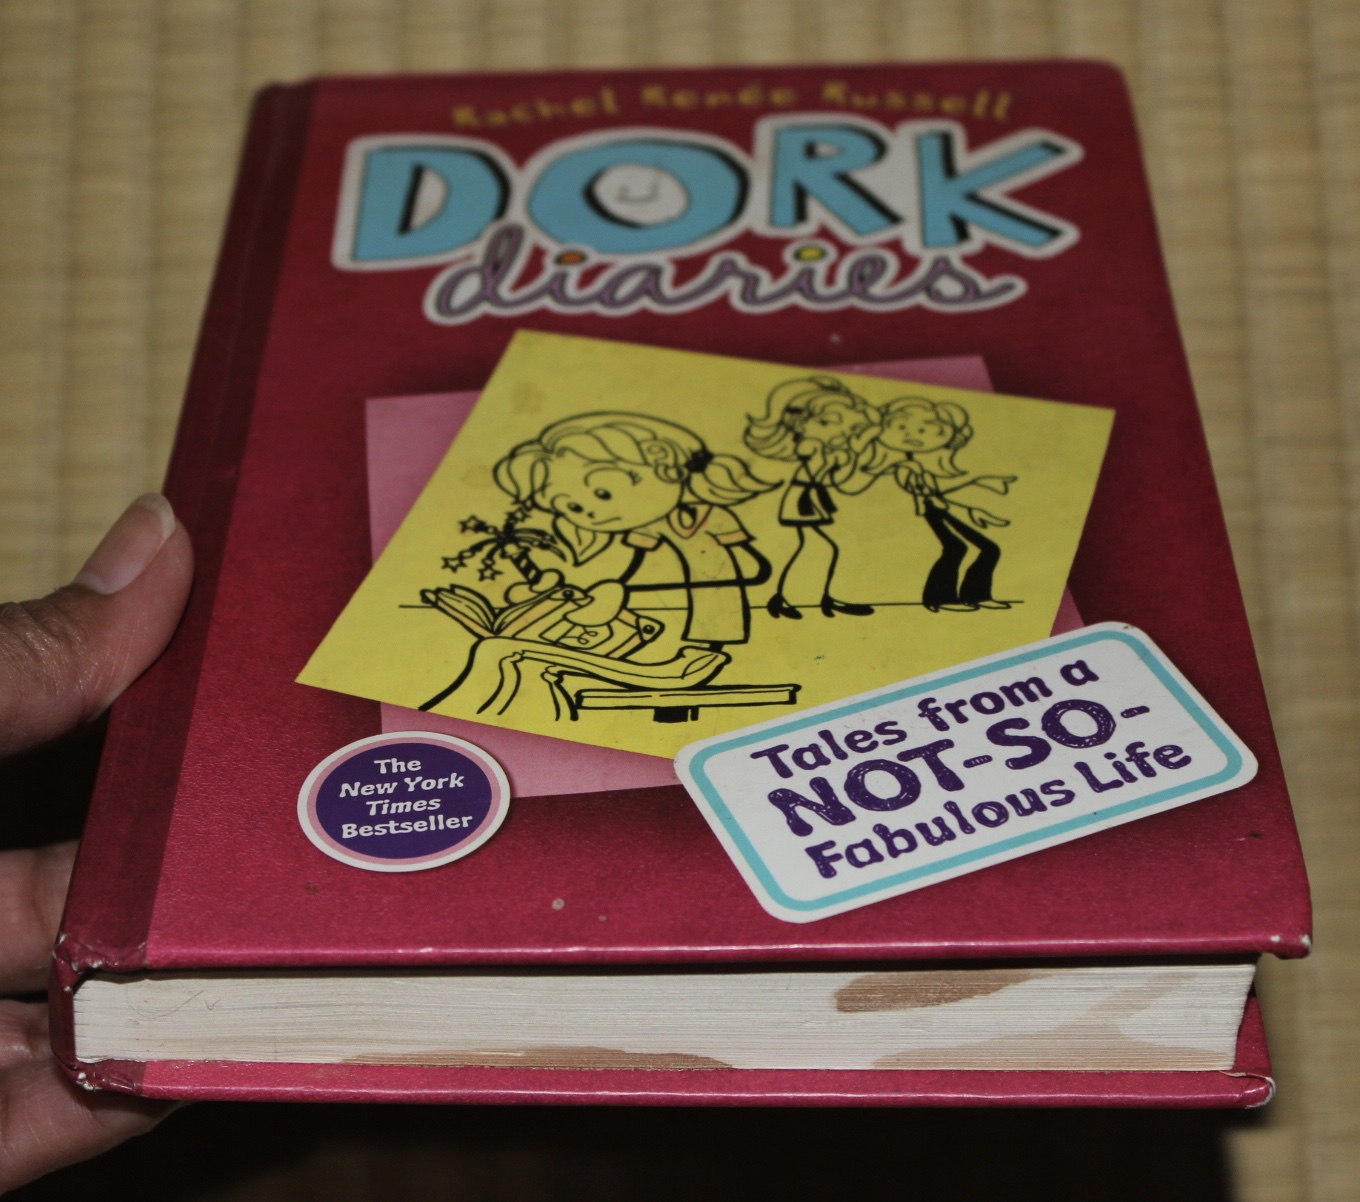 Rachel Renée Russell
DORK
diaries
The
New York
Times
Bestseller
Tales from a
NOT-SO-
Fabulous Life